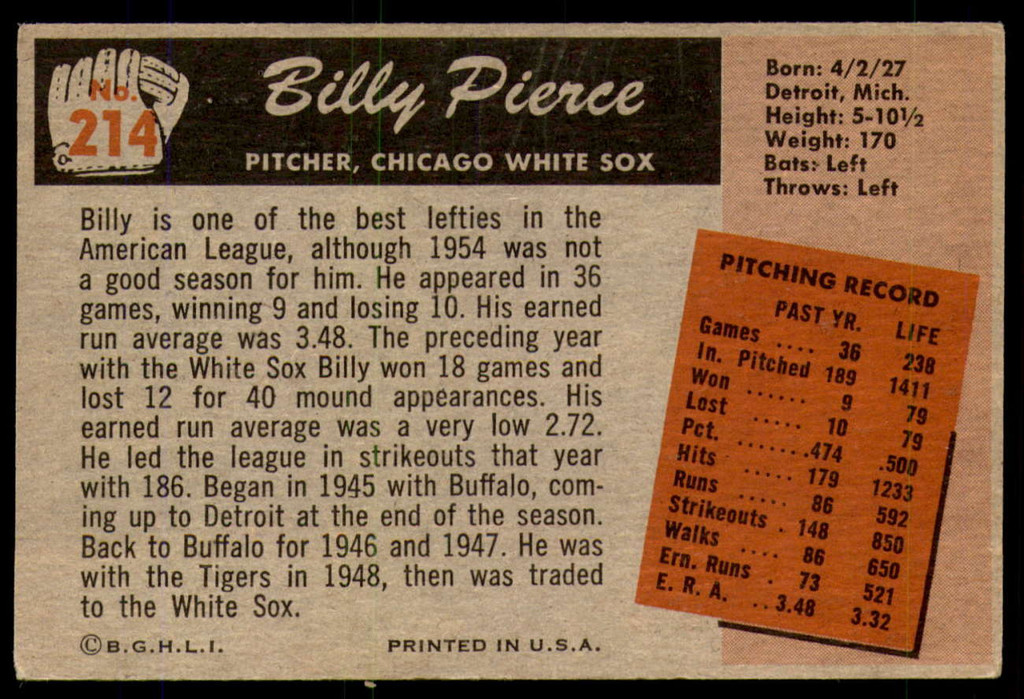 No.
214
Billy Pierce
PITCHER, CHICAGO WHITE SOX
Born: 4/2/27
Detroit, Mich.
Height: 5-10½
Weight: 170
Bats: Left
Throws: Left
Billy is one of the best lefties in the
American League, although 1954 was not
a good season for him. He appeared in 36
games, winning 9 and losing 10. His earned
run average was 3.48. The preceding year
with the White Sox Billy won 18 games and
lost 12 for 40 mound appearances. His
earned run average was a very low 2.72.
He led the league in strikeouts that year
with 186. Began in 1945 with Buffalo, com-
ing up to Detroit at the end of the season.
Back to Buffalo for 1946 and 1947. He was
with the Tigers in 1948, then was traded
to the White Sox.
PITCHING RECORD
PAST YR. LIFE
Games .... 36 238
In. Pitched 189 1411
Won ...... 9 79
Lost ..... 10 79
Pct. .......474 .500
Hits ..... 179 1233
Runs ..... 86 592
Strikeouts . 148 850
Walks .... 86 650
Ern. Runs . 73 521
E. R. A. ..3.48 3.32
©B.G.H.L.I. PRINTED IN U.S.A.